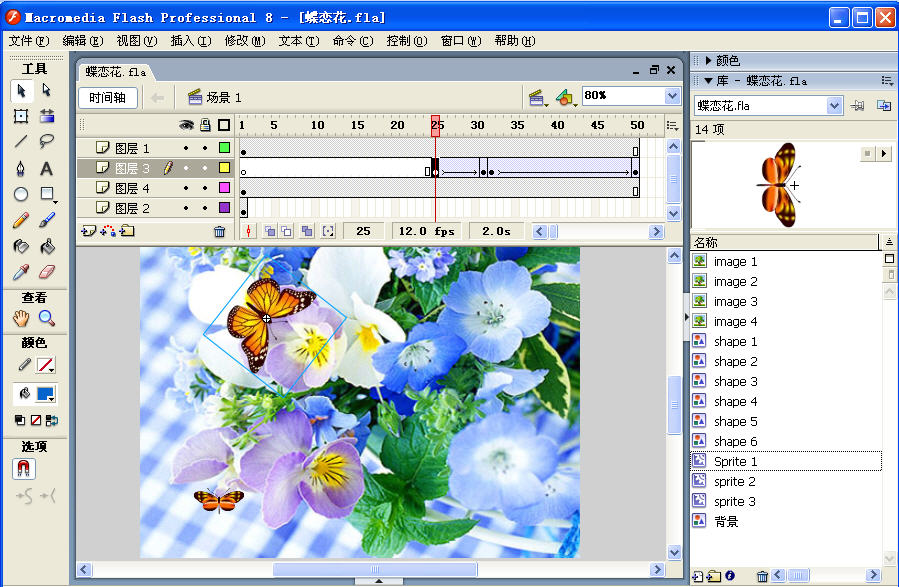 Macromedia Flash Professional 8 - [蝶恋花.fla]
文件(F) 编辑(E) 视图(V) 插入(I) 修改(M) 文本(T) 命令(C) 控制(O) 窗口(W) 帮助(H)
工具
查看
颜色
选项
蝶恋花.fla
时间轴 场景 1 80%
1 5 10 15 20 25 30 35 40 45 50
图层 1
图层 3
图层 4
图层 2
25 12.0 fps 2.0s
颜色
库 - 蝶恋花.fla
蝶恋花.fla
14 项
名称
image 1
image 2
image 3
image 4
shape 1
shape 2
shape 3
shape 4
shape 5
shape 6
Sprite 1
sprite 2
sprite 3
背景